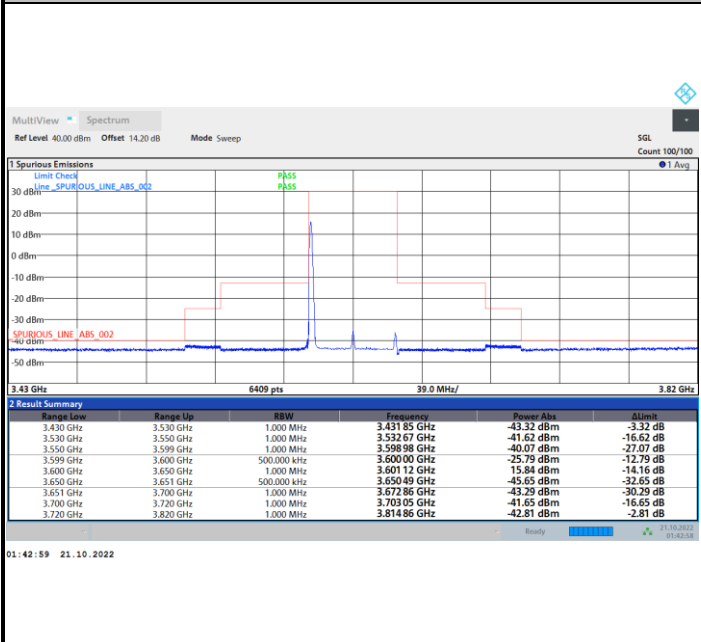 MultiView Spectrum
Ref Level 40.00 dBm Offset 14.20 dB Mode Sweep SGL
Count 100/100
1 Spurious Emissions 1 Avg
Limit Check PASS
Line _SPURIOUS_LINE_ABS_002 PASS
30 dBm
20 dBm
10 dBm
0 dBm
-10 dBm
-20 dBm
-30 dBm
SPURIOUS_LINE_ABS_002
-40 dBm
-50 dBm
3.43 GHz 6409 pts 39.0 MHz/ 3.82 GHz
2 Result Summary
Range Low Range Up RBW Frequency Power Abs ΔLimit
3.430 GHz 3.530 GHz 1.000 MHz 3.431 85 GHz -43.32 dBm -3.32 dB
3.530 GHz 3.550 GHz 1.000 MHz 3.532 67 GHz -41.62 dBm -16.62 dB
3.550 GHz 3.599 GHz 1.000 MHz 3.598 98 GHz -40.07 dBm -27.07 dB
3.599 GHz 3.600 GHz 500.000 kHz 3.600 00 GHz -25.79 dBm -12.79 dB
3.600 GHz 3.650 GHz 1.000 MHz 3.601 12 GHz 15.84 dBm -14.16 dB
3.650 GHz 3.651 GHz 500.000 kHz 3.650 49 GHz -45.65 dBm -32.65 dB
3.651 GHz 3.700 GHz 1.000 MHz 3.672 86 GHz -43.29 dBm -30.29 dB
3.700 GHz 3.720 GHz 1.000 MHz 3.703 05 GHz -41.65 dBm -16.65 dB
3.720 GHz 3.820 GHz 1.000 MHz 3.814 86 GHz -42.81 dBm -2.81 dB
Ready 21.10.2022
01:42:58
01:42:59 21.10.2022